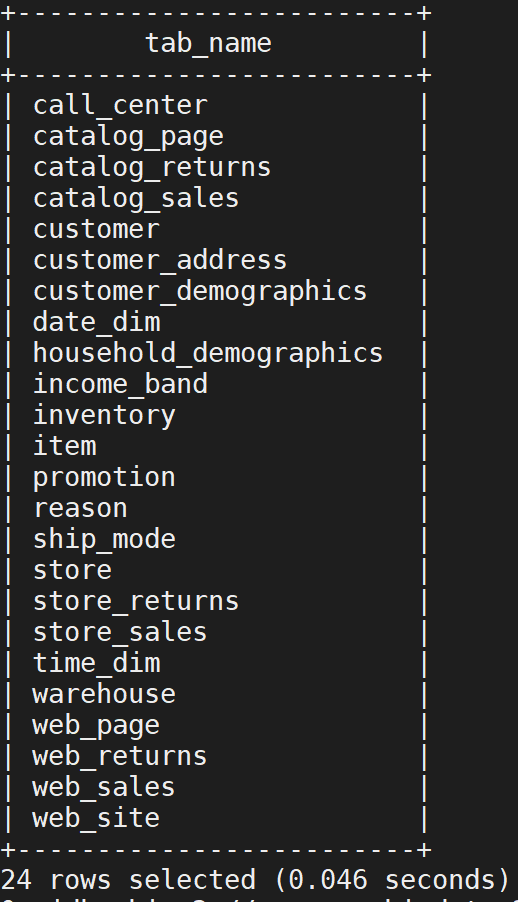 +-------------------------+
|        tab_name         |
+-------------------------+
| call_center             |
| catalog_page            |
| catalog_returns         |
| catalog_sales           |
| customer                |
| customer_address        |
| customer_demographics   |
| date_dim                |
| household_demographics  |
| income_band             |
| inventory               |
| item                    |
| promotion               |
| reason                  |
| ship_mode               |
| store                   |
| store_returns           |
| store_sales             |
| time_dim                |
| warehouse               |
| web_page                |
| web_returns             |
| web_sales               |
| web_site                |
+-------------------------+
24 rows selected (0.046 seconds)